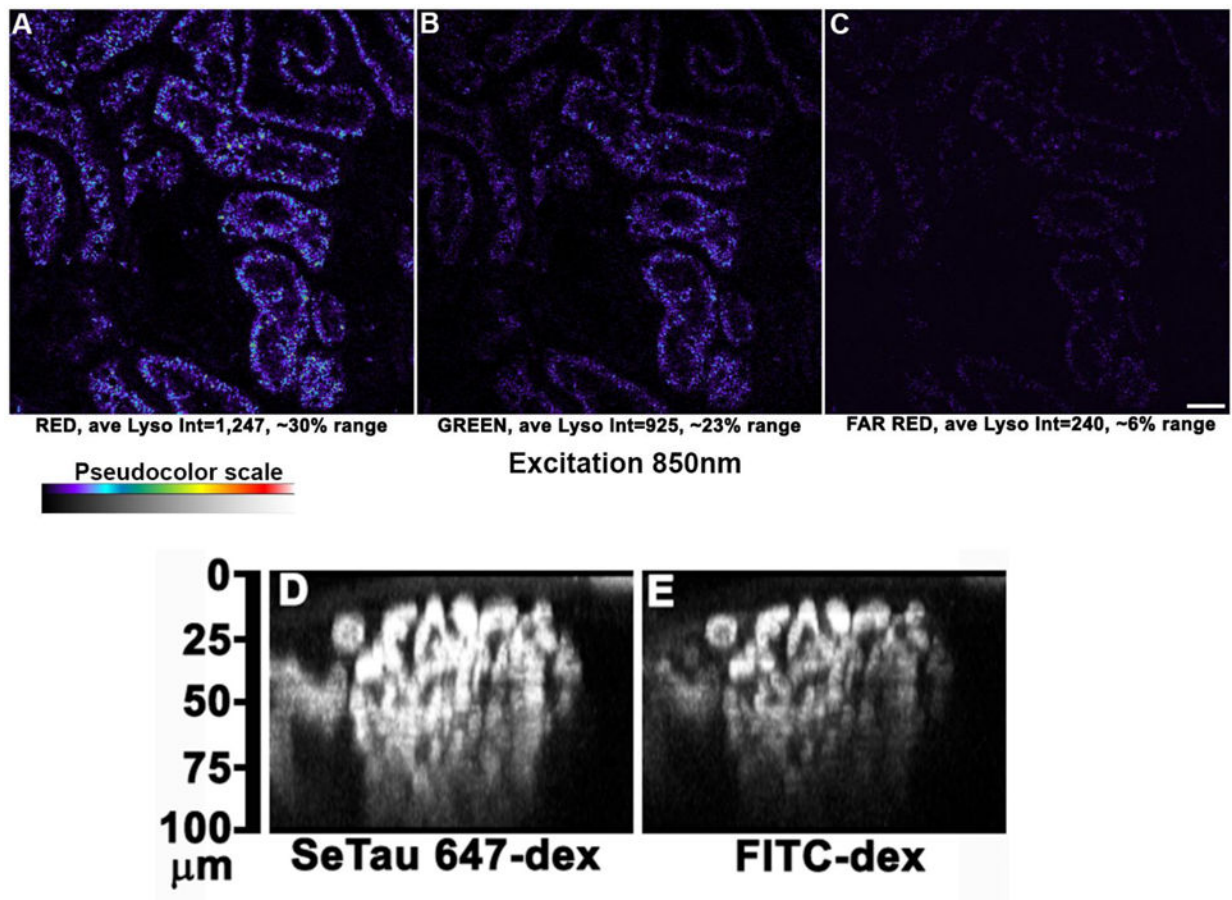 A B C
RED, ave Lyso Int=1,247, ~30% range GREEN, ave Lyso Int=925, ~23% range FAR RED, ave Lyso Int=240, ~6% range
Excitation 850nm
Pseudocolor scale
0
25
50
75
100
μm
D E
SeTau 647-dex FITC-dex